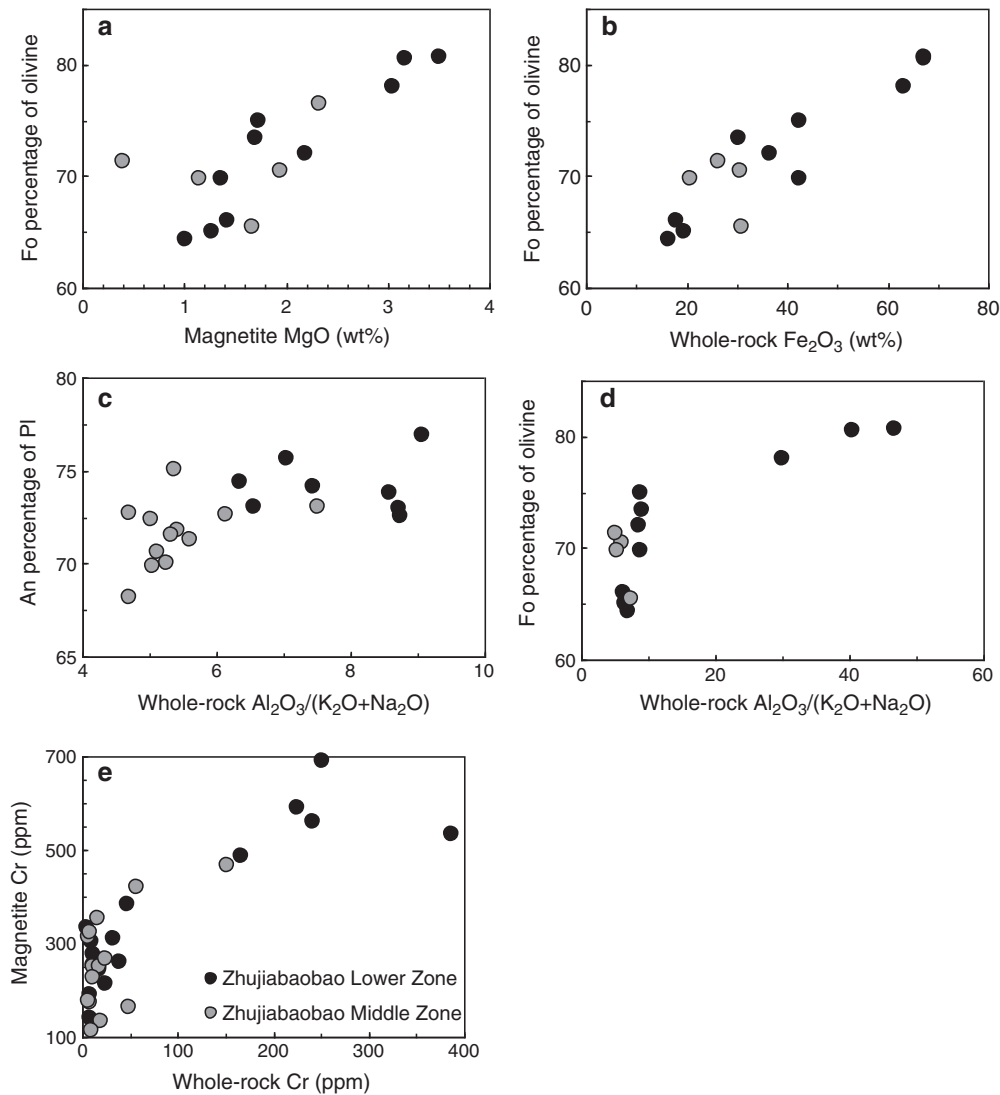 a
Fo percentage of olivine
80
70
60
0 1 2 3 4
Magnetite MgO (wt%)
b
Fo percentage of olivine
80
70
60
0 20 40 60 80
Whole-rock Fe₂O₃ (wt%)
c
An percentage of Pl
80
75
70
65
4 6 8 10
Whole-rock Al₂O₃/(K₂O+Na₂O)
d
Fo percentage of olivine
80
70
60
0 20 40 60
Whole-rock Al₂O₃/(K₂O+Na₂O)
e
Magnetite Cr (ppm)
700
500
300
100
Zhujiabaobao Lower Zone
Zhujiabaobao Middle Zone
0 100 200 300 400
Whole-rock Cr (ppm)